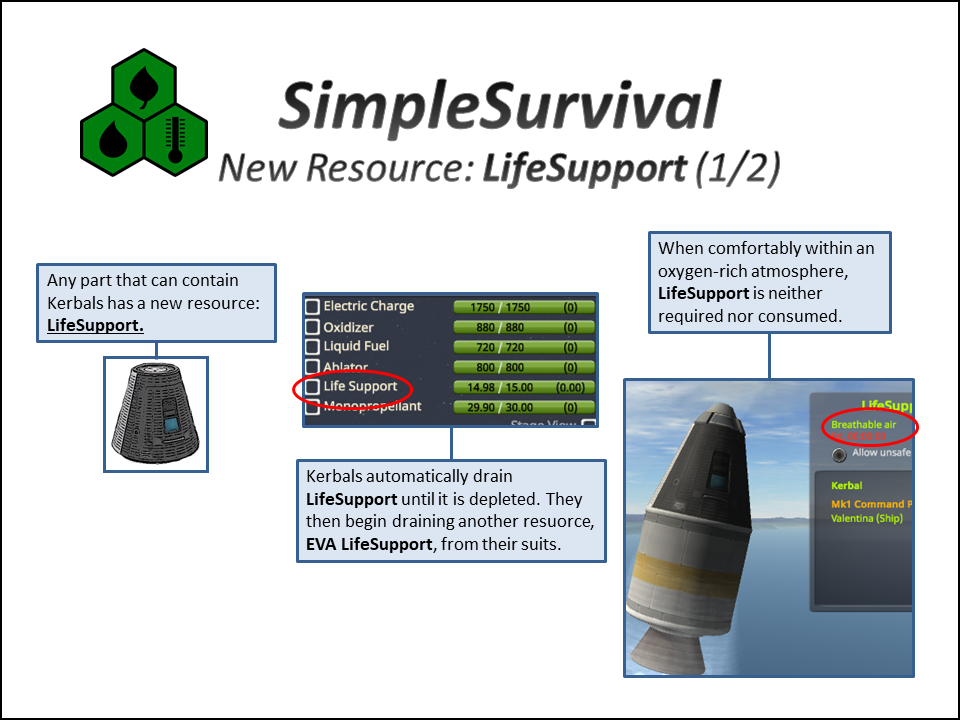 SimpleSurvival
New Resource: LifeSupport (1/2)
Any part that can contain
Kerbals has a new resource:
LifeSupport.
Electric Charge 1750 / 1750 (0)
Oxidizer 880 / 880 (0)
Liquid Fuel 720 / 720 (0)
Ablator 800 / 800 (0)
Life Support 14.98 / 15.00 (0.00)
Monopropellant 29.90 / 30.00 (0)
Stage View
Kerbals automatically drain
LifeSupport until it is depleted. They
then begin draining another resuorce,
EVA LifeSupport, from their suits.
When comfortably within an
oxygen-rich atmosphere,
LifeSupport is neither
required nor consumed.
LifeSupp
Breathable air
Allow unsafe
Kerbal
Mk1 Command P
Valentina (Ship)